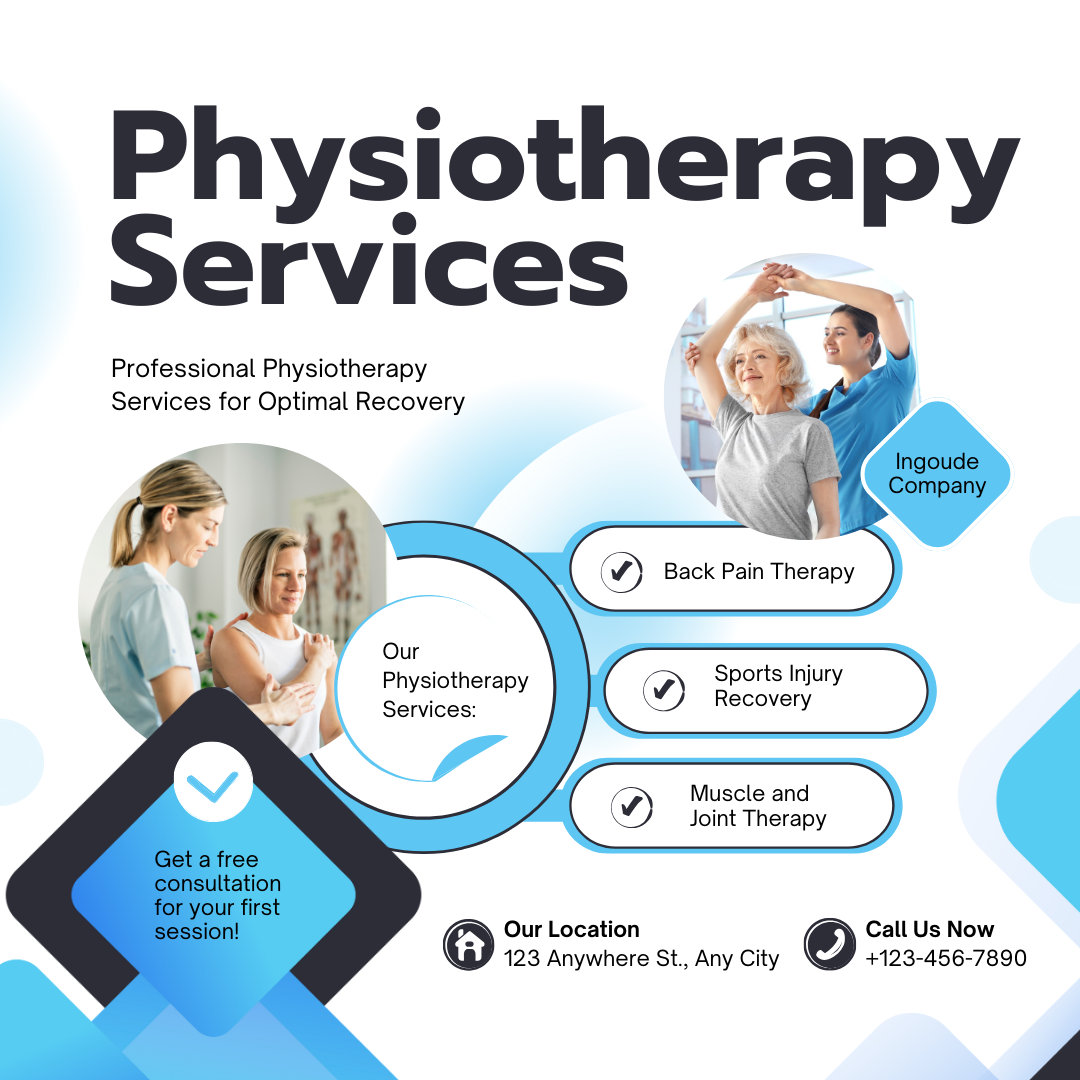 Physiotherapy
Services
Professional Physiotherapy
Services for Optimal Recovery
Ingoude
Company
Our
Physiotherapy
Services:
Back Pain Therapy
Sports Injury
Recovery
Muscle and
Joint Therapy
Get a free
consultation
for your first
session!
Our Location
123 Anywhere St., Any City
Call Us Now
+123-456-7890